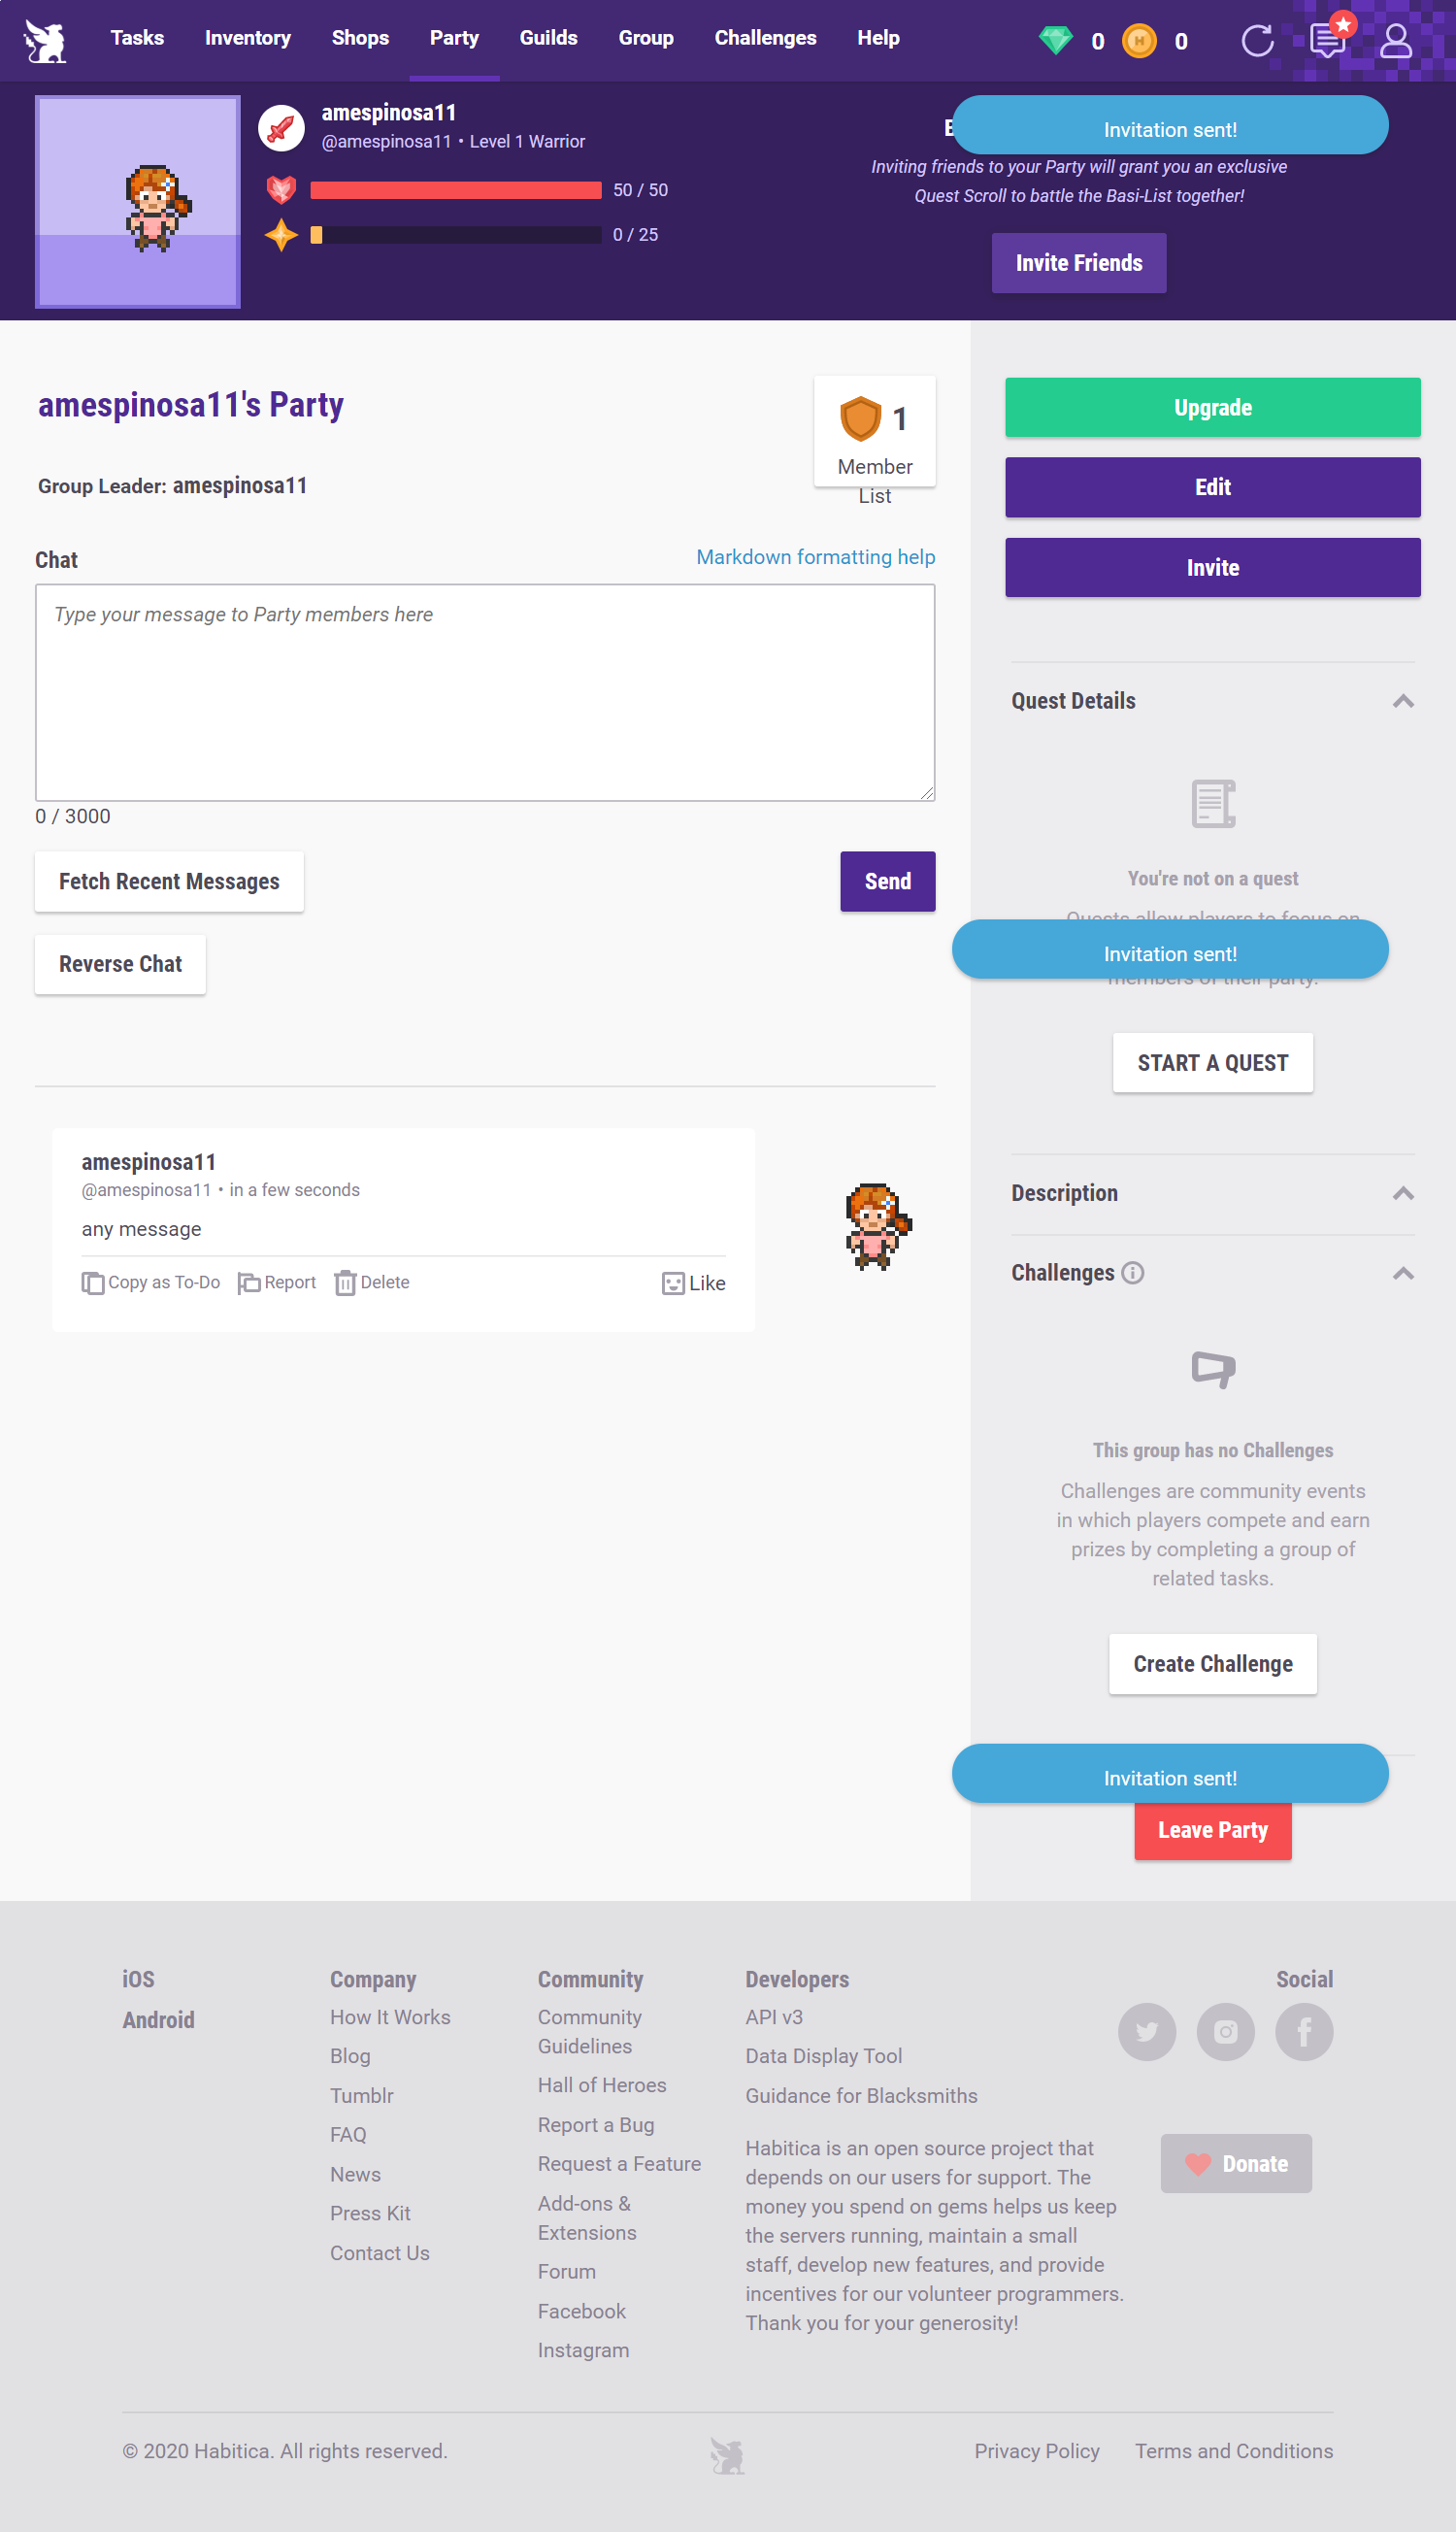 Tasks Inventory Shops Party Guilds Group Challenges Help 0 0
amespinosa11
@amespinosa11 • Level 1 Warrior
50 / 50
0 / 25
Invitation sent!
Inviting friends to your Party will grant you an exclusive
Quest Scroll to battle the Basi-List together!
Invite Friends
amespinosa11's Party
1
Member
List
Group Leader: amespinosa11
Chat
Markdown formatting help
Type your message to Party members here
0 / 3000
Fetch Recent Messages
Send
Reverse Chat
amespinosa11
@amespinosa11 • in a few seconds
any message
Copy as To-Do Report Delete Like
Upgrade
Edit
Invite
Quest Details
You're not on a quest
Quests allow players to focus on
Invitation sent!
members of their party.
START A QUEST
Description
Challenges
This group has no Challenges
Challenges are community events
in which players compete and earn
prizes by completing a group of
related tasks.
Create Challenge
Invitation sent!
Leave Party
iOS
Android
Company
How It Works
Blog
Tumblr
FAQ
News
Press Kit
Contact Us
Community
Community
Guidelines
Hall of Heroes
Report a Bug
Request a Feature
Add-ons &
Extensions
Forum
Facebook
Instagram
Developers
API v3
Data Display Tool
Guidance for Blacksmiths
Habitica is an open source project that
depends on our users for support. The
money you spend on gems helps us keep
the servers running, maintain a small
staff, develop new features, and provide
incentives for our volunteer programmers.
Thank you for your generosity!
Social
Donate
© 2020 Habitica. All rights reserved.
Privacy Policy
Terms and Conditions